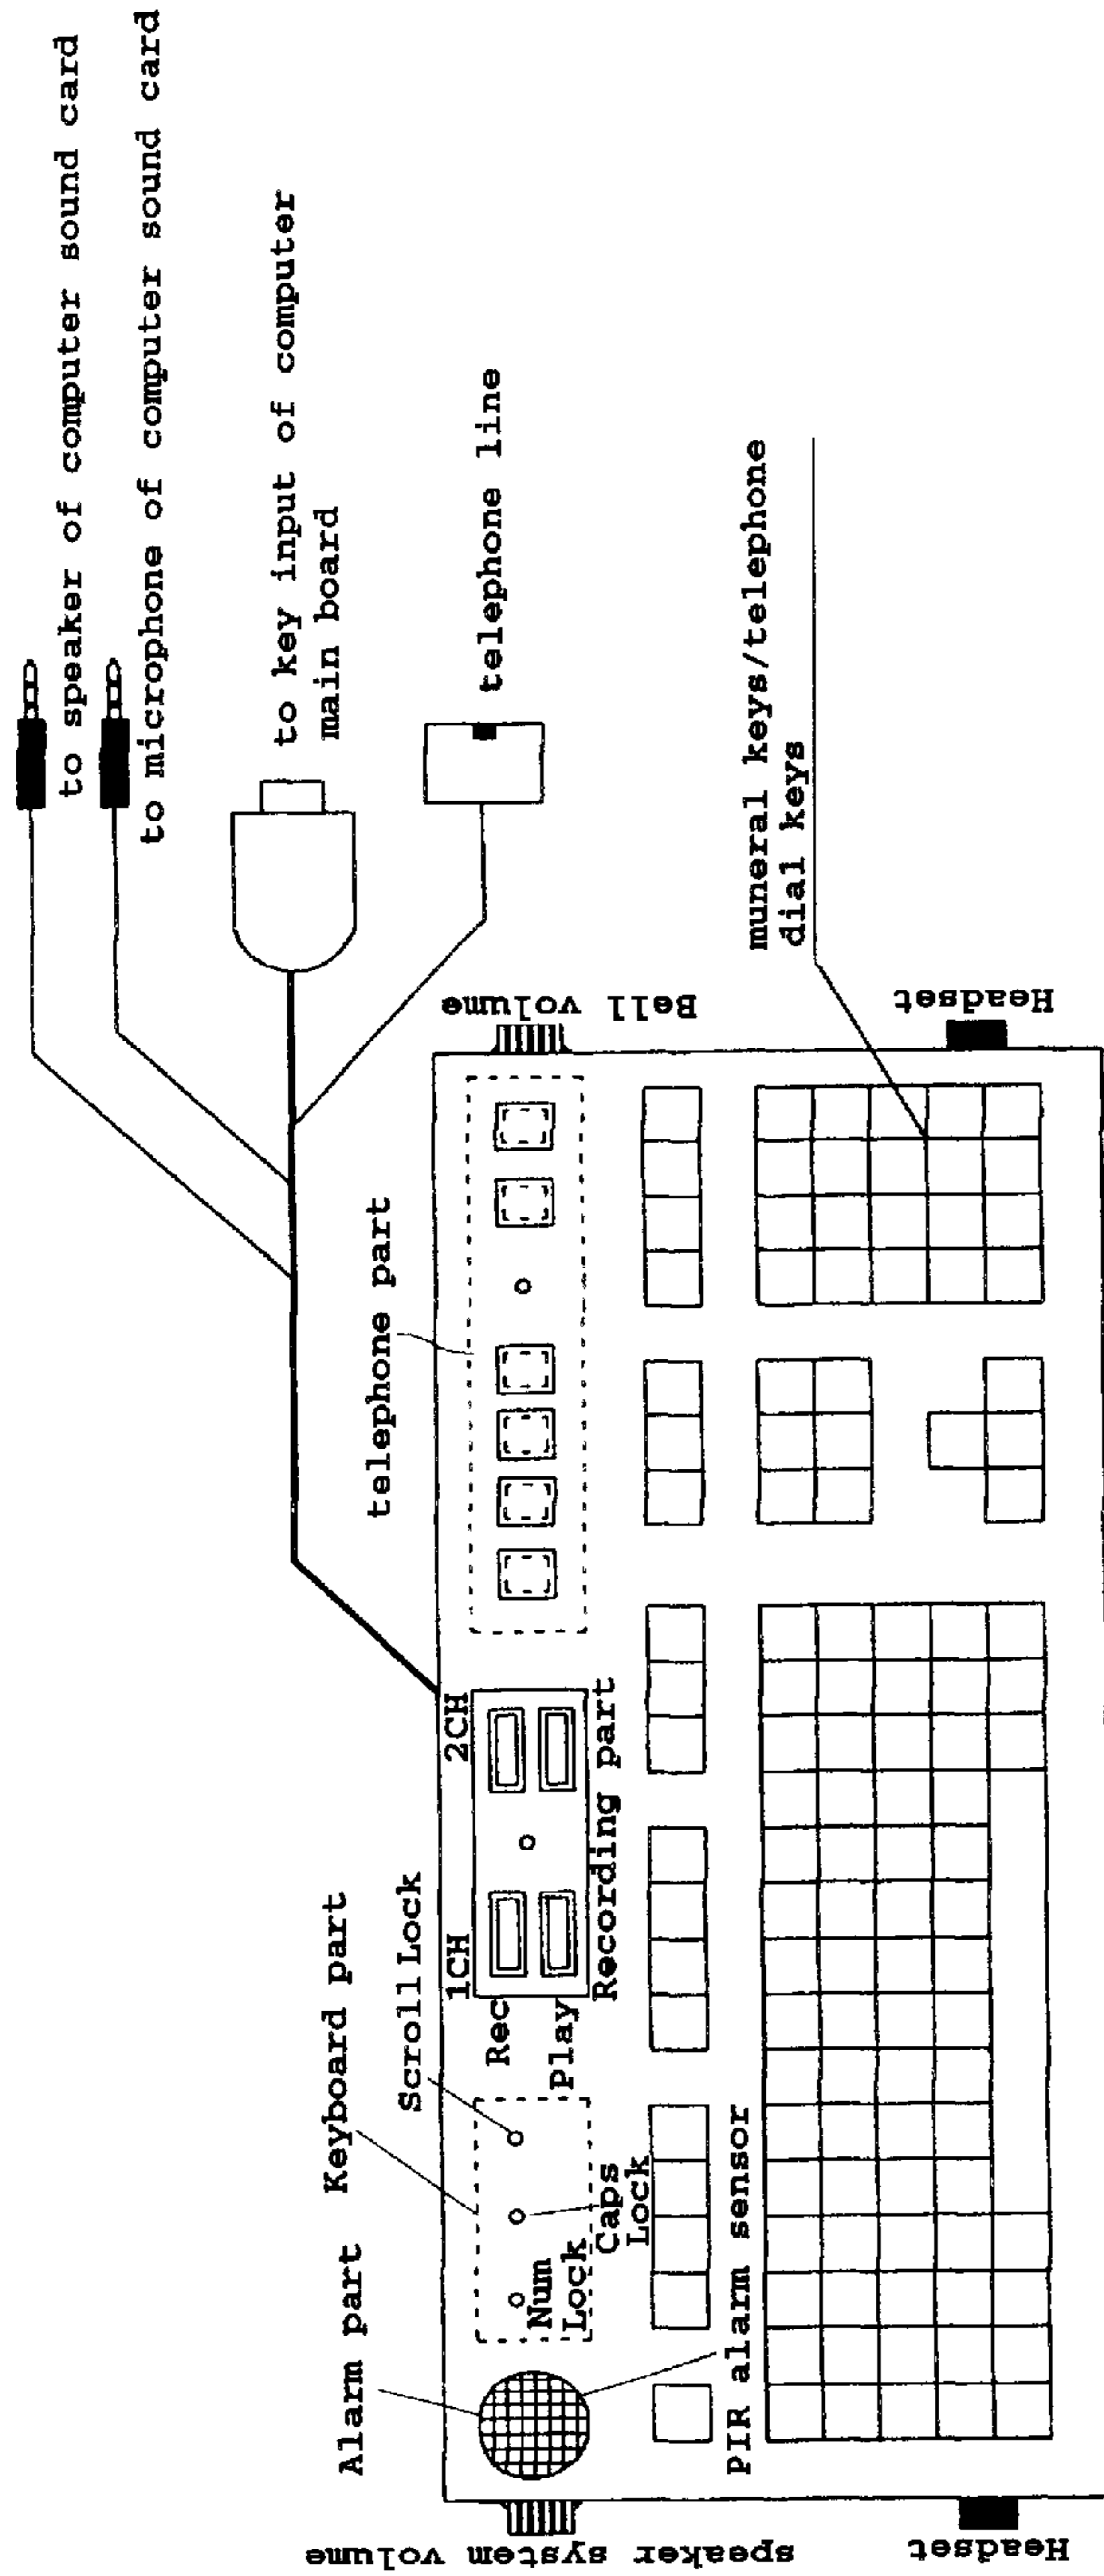 to speaker of computer sound card
to microphone of computer sound card
to key input of computer
main board
telephone line
telephone part
Keyboard part
Alarm part
Scroll Lock
1CH
2CH
Rec
Play
Recording part
Num
Lock
Caps
Lock
PIR alarm sensor
muneral keys/telephone
dial keys
speaker system volume
Bell volume
Headset
Headset